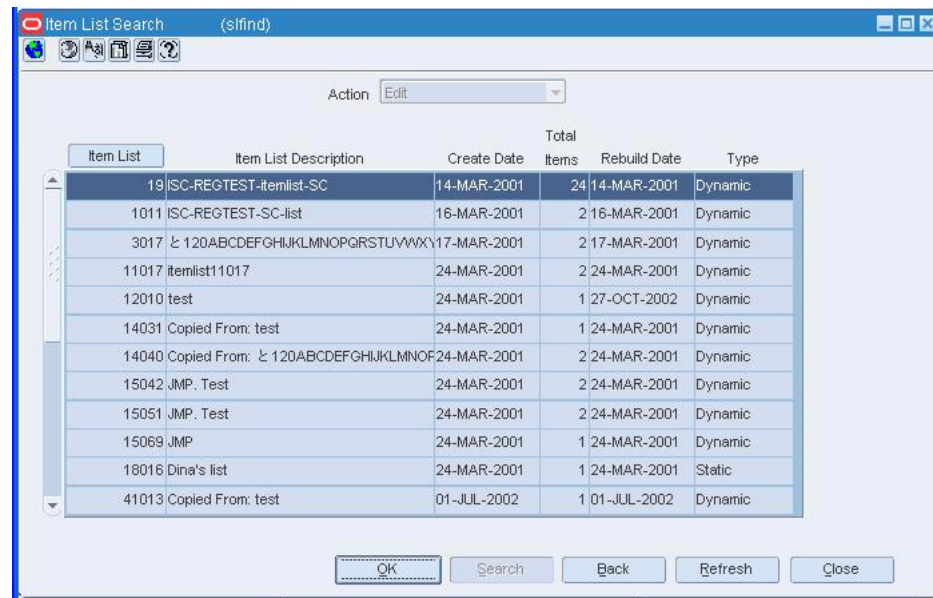 Item List Search (slfind)
Action Edit
Total
Item List Item List Description Create Date Items Rebuild Date Type
19 ISC-REGTEST-itemlist-SC 14-MAR-2001 24 14-MAR-2001 Dynamic
1011 ISC-REGTEST-SC-list 16-MAR-2001 2 16-MAR-2001 Dynamic
3017 と120ABCDEFGHIJKLMNOPQRSTUVWXY 17-MAR-2001 2 17-MAR-2001 Dynamic
11017 itemlist11017 24-MAR-2001 2 24-MAR-2001 Dynamic
12010 test 24-MAR-2001 1 27-OCT-2002 Dynamic
14031 Copied From: test 24-MAR-2001 1 24-MAR-2001 Dynamic
14040 Copied From: と120ABCDEFGHIJKLMNOP 24-MAR-2001 2 24-MAR-2001 Dynamic
15042 JMP. Test 24-MAR-2001 2 24-MAR-2001 Dynamic
15051 JMP. Test 24-MAR-2001 2 24-MAR-2001 Dynamic
15069 JMP 24-MAR-2001 1 24-MAR-2001 Dynamic
18016 Dina's list 24-MAR-2001 1 24-MAR-2001 Static
41013 Copied From: test 01-JUL-2002 1 01-JUL-2002 Dynamic
OK Search Back Refresh Close